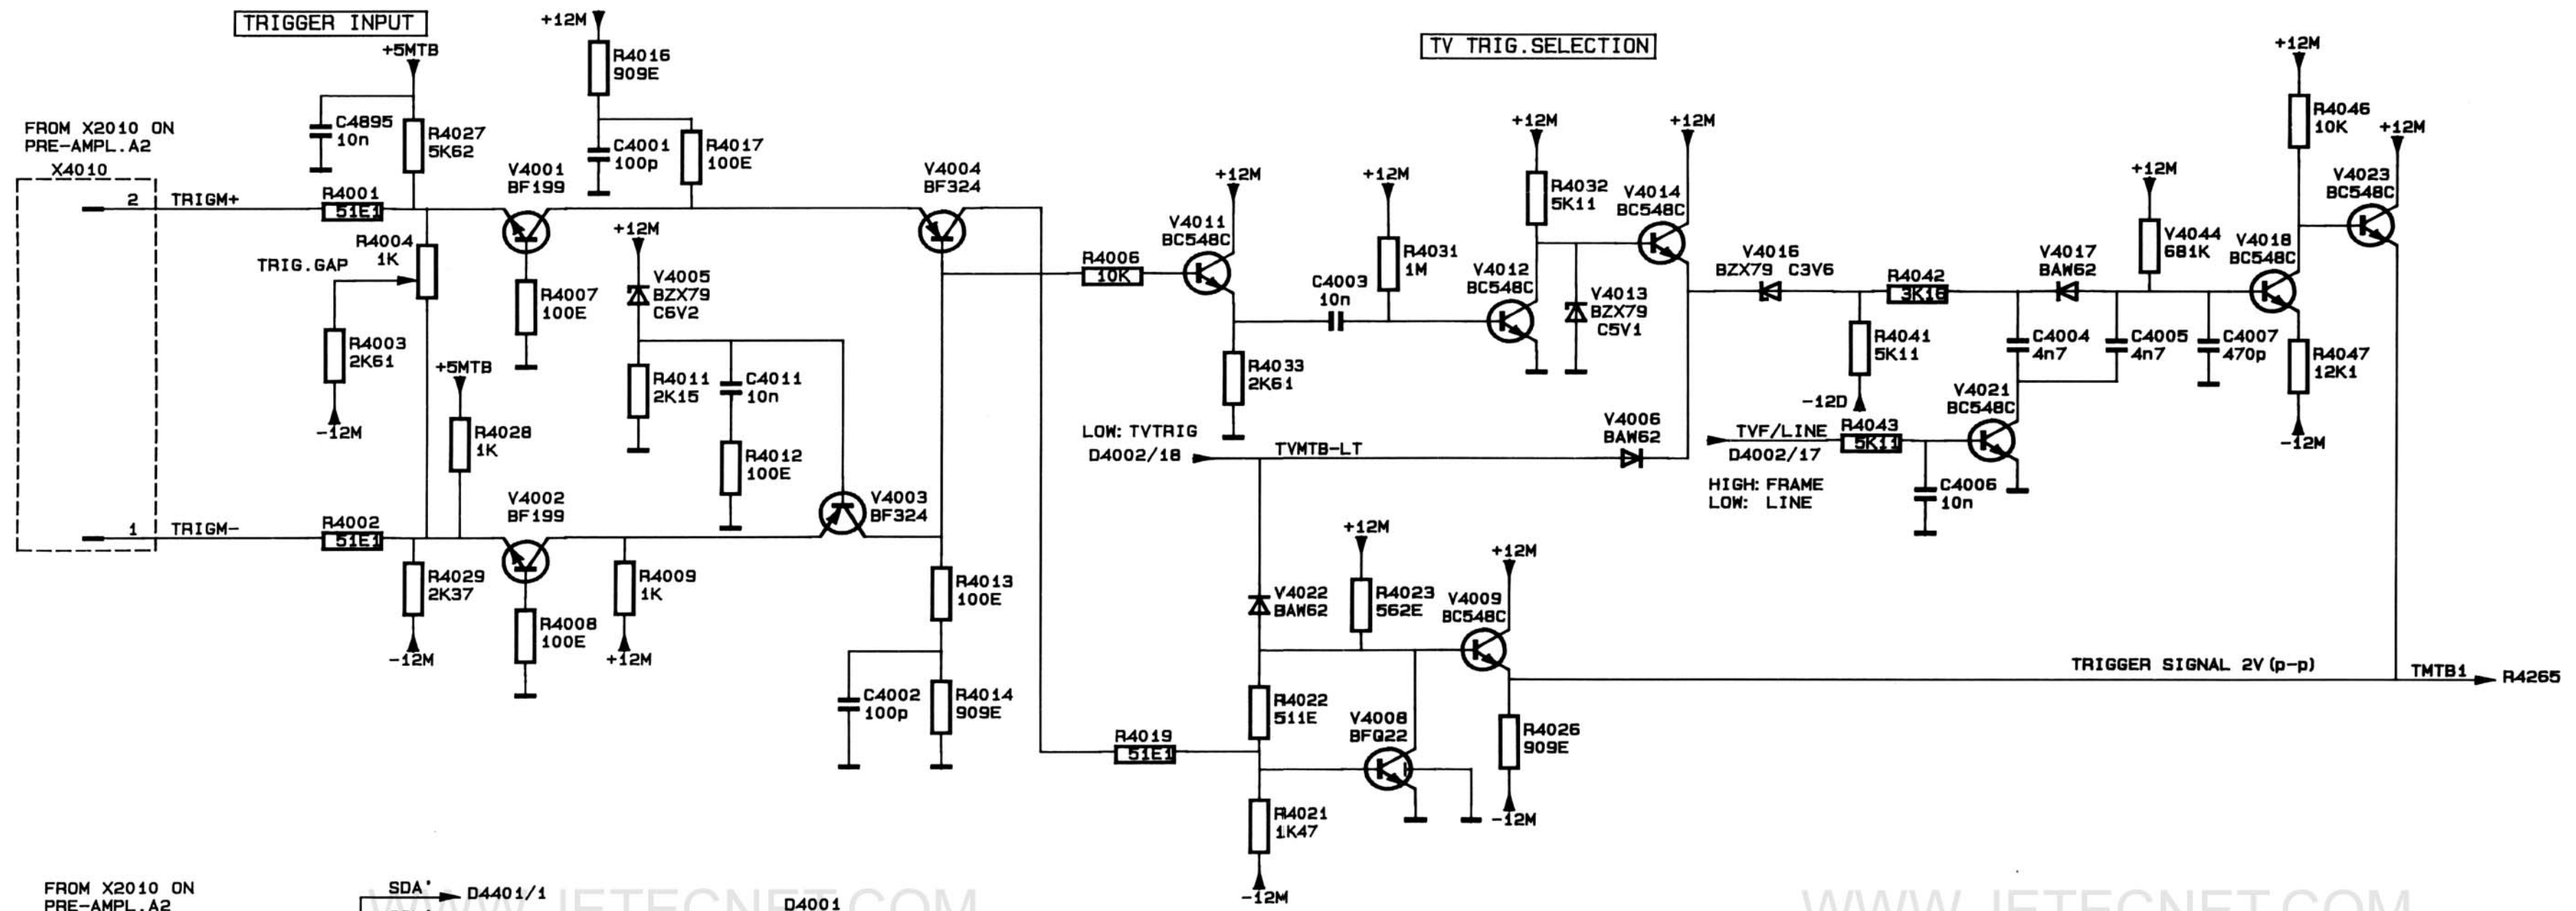 TRIGGER INPUT
+12M
+5MTB
R4016
909E
TV TRIG.SELECTION
+12M
FROM X2010 ON
PRE-AMPL.A2
X4010
C4895
10n
R4027
5K62
C4001
100p
R4017
100E
V4001
BF199
V4004
BF324
2
TRIGM+
R4001
51E1
R4004
1K
TRIG.GAP
R4003
2K61
-12M
R4007
100E
+12M
V4005
BZX79
C6V2
R4011
2K15
C4011
10n
R4012
100E
+5MTB
R4028
1K
V4002
BF199
V4003
BF324
1
TRIGM-
R4002
51E1
R4029
2K37
-12M
R4008
100E
R4009
1K
+12M
R4013
100E
C4002
100p
R4014
909E
+12M
V4011
BC548C
R4006
10K
R4033
2K61
C4003
10n
+12M
R4031
1M
+12M
R4032
5K11
V4012
BC548C
V4013
BZX79
C5V1
+12M
V4014
BC548C
V4016
BZX79 C3V6
R4042
3K16
R4041
5K11
-12D
V4017
BAW62
+12M
V4044
681K
V4018
BC548C
R4046
10K
+12M
V4023
BC548C
C4004
4n7
C4005
4n7
C4007
470p
R4047
12K1
-12M
V4021
BC548C
LOW: TVTRIG
D4002/18
TVMTB-LT
V4006
BAW62
TVF/LINE
D4002/17
R4043
5K11
HIGH: FRAME
LOW: LINE
C4006
10n
V4022
BAW62
+12M
R4023
562E
+12M
V4009
BC548C
R4022
511E
V4008
BFQ22
R4019
51E1
R4021
1K47
-12M
R4026
909E
-12M
TRIGGER SIGNAL 2V (p-p)
TMTB1
R4265
FROM X2010 ON
PRE-AMPL.A2
SDA
D4401/1
D4001
WWW.JETECNET.COM
WWW.JETECNET.COM